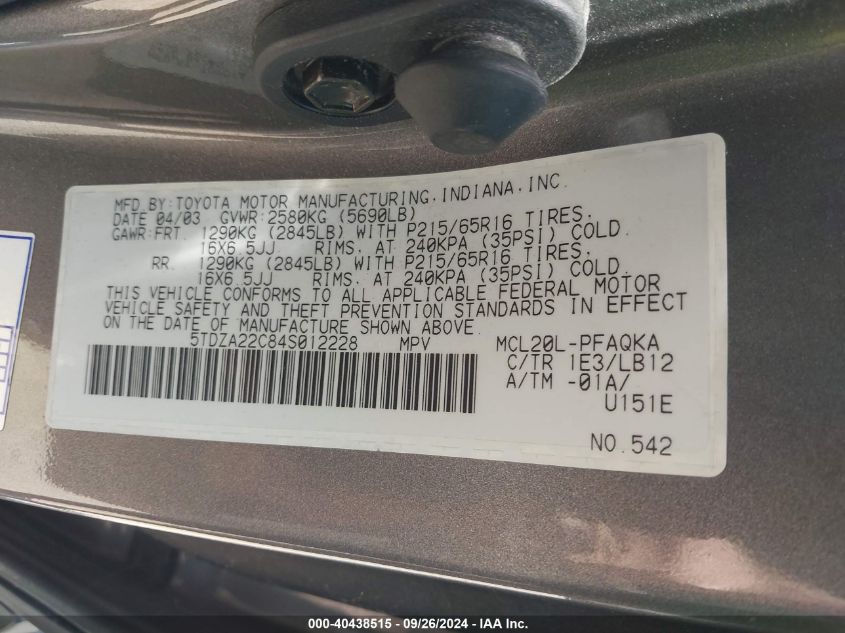 MFD.BY:TOYOTA MOTOR MANUFACTURING,INDIANA,INC.
DATE 04/03 GVWR:2580KG (5690LB)
GAWR:FRT. 1290KG (2845LB) WITH P215/65R16 TIRES.
16X6.5JJ RIMS. AT 240KPA (35PSI) COLD.
RR. 1290KG (2845LB) WITH P215/65R16 TIRES.
16X6.5JJ RIMS. AT 240KPA (35PSI) COLD.
THIS VEHICLE CONFORMS TO ALL APPLICABLE FEDERAL MOTOR
VEHICLE SAFETY AND THEFT PREVENTION STANDARDS IN EFFECT
ON THE DATE OF MANUFACTURE SHOWN ABOVE.
5TDZA22C84S012228 MPV MCL20L-PFAQKA
C/TR 1E3/LB12
A/TM -01A/
U151E
NO.542
000-40438515 - 09/26/2024 - IAA Inc.